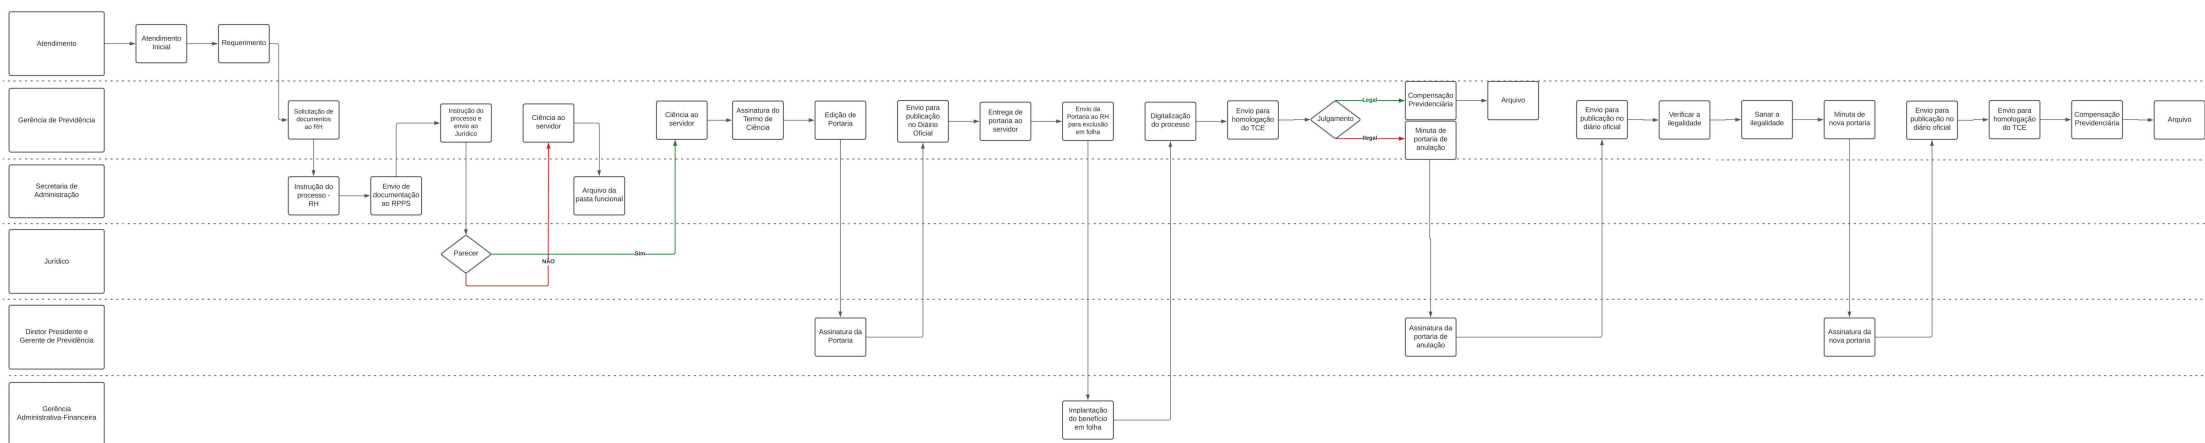 Atendimento
Atendimento
Inicial
Requerimento
Gerência de Previdência
Solicitação de
documentos
ao RH
Instrução do
processo e
envio ao
Jurídico
Ciência ao
servidor
Ciência ao
servidor
Assinatura do
Termo de
Ciência
Edição de
Portaria
Envio para
publicação
no Diário
Oficial
Entrega de
portaria ao
servidor
Envio da
Portaria ao RH
para exclusão
em folha
Digitalização
do processo
Envio para
homologação
do TCE
Julgamento
Legal
Ilegal
Compensação
Previdenciária
Arquivo
Minuta de
portaria de
anulação
Envio para
publicação no
diário oficial
Verificar a
ilegalidade
Sanar a
ilegalidade
Minuta de
nova portaria
Envio para
publicação no
diário oficial
Envio para
homologação
do TCE
Compensação
Previdenciária
Arquivo
Secretaria de
Administração
Instrução do
processo -
RH
Envio de
documentação
ao RPPS
Arquivo da
pasta funcional
Jurídico
Parecer
NÃO
Sim
Diretor Presidente e
Gerente de Previdência
Assinatura da
Portaria
Assinatura da
portaria de
anulação
Assinatura da
nova portaria
Gerência
Administrativa-Financeira
Implantação
do benefício
em folha